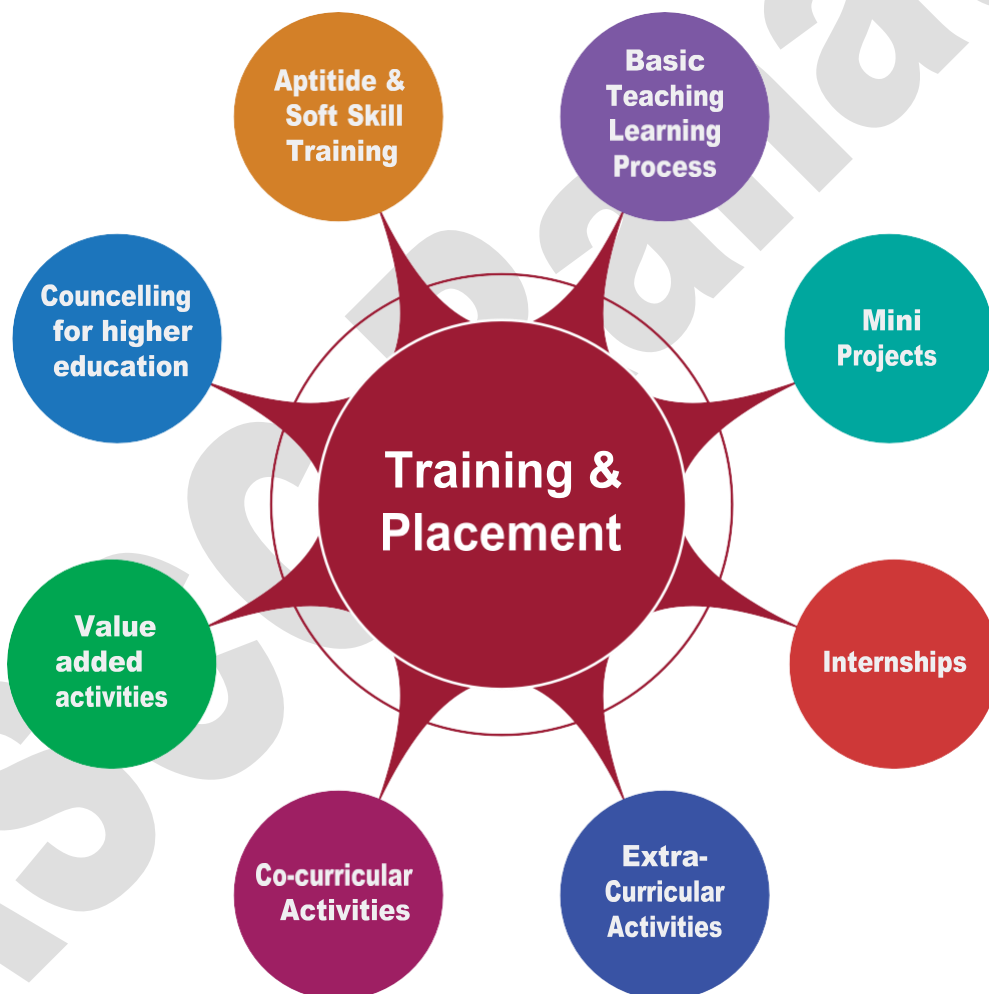 Aptitide &
Soft Skill
Training
Basic
Teaching
Learning
Process
Councelling
for higher
education
Mini
Projects
Training &
Placement
Value
added
activities
Internships
Co-curricular
Activities
Extra-
Curricular
Activities